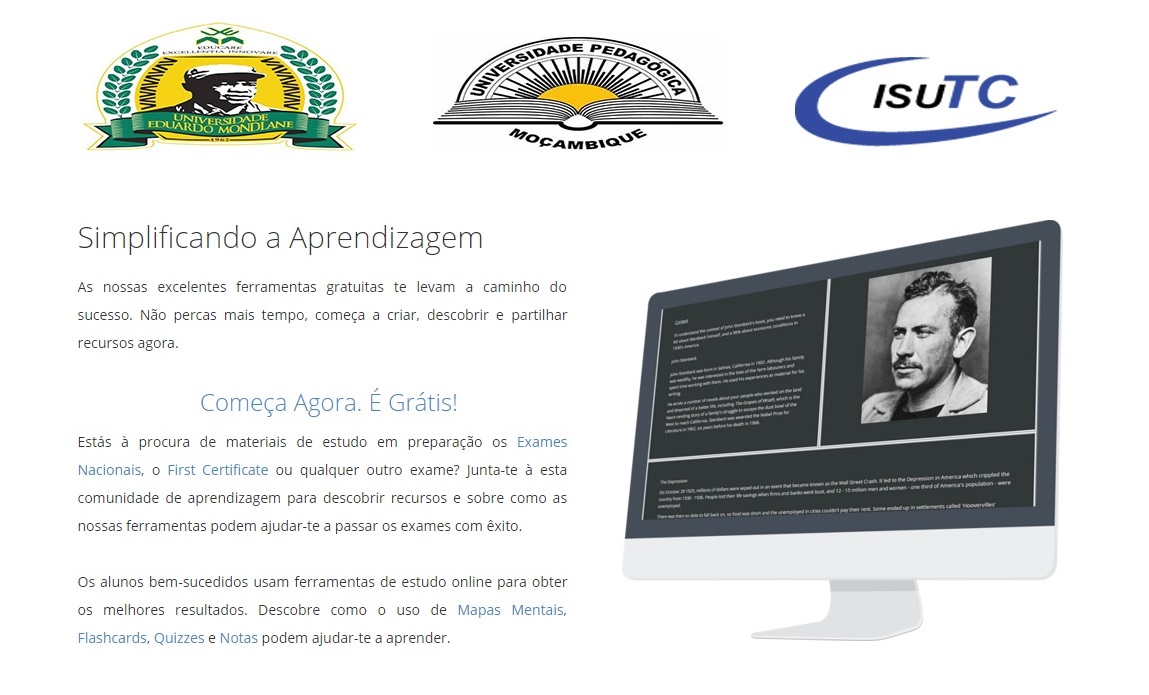 EDUCARE
EXCELLENTIA INNOVARE
UNIVERSIDADE
EDUARDO MONDLANE
1962
UNIVERSIDADE PEDAGÓGICA
MOÇAMBIQUE
ISUTC
Simplificando a Aprendizagem
As nossas excelentes ferramentas gratuitas te levam a caminho do
sucesso. Não percas mais tempo, começa a criar, descobrir e partilhar
recursos agora.
Começa Agora. É Grátis!
Estás à procura de materiais de estudo em preparação os Exames
Nacionais, o First Certificate ou qualquer outro exame? Junta-te à esta
comunidade de aprendizagem para descobrir recursos e sobre como as
nossas ferramentas podem ajudar-te a passar os exames com êxito.
Os alunos bem-sucedidos usam ferramentas de estudo online para obter
os melhores resultados. Descobre como o uso de Mapas Mentais,
Flashcards, Quizzes e Notas podem ajudar-te a aprender.
Context
To understand the context of John Steinbeck's book, you need to know a
bit about Steinbeck himself, and a little about economic conditions in
1930's America.
John Steinbeck
John Steinbeck was born in Salinas, California in 1902. Although his family
was wealthy, he was interested in the lives of the farm labourers and
spent time working with them. He used his experiences as material for his
writing.
He wrote a number of novels about poor people who worked on the land
and dreamed of a better life, including The Grapes of Wrath, which is the
heart-rending story of a family's struggle to escape the dust bowl of the
West to reach California. Steinbeck was awarded the Nobel Prize for
Literature in 1962, six years before his death in 1968.
The Depression
On October 29 1929, millions of dollars were wiped out in an event that became known as the Wall Street Crash. It led to the Depression in America which crippled the
country from 1930 - 1936. People lost their life savings when firms and banks went bust, and 12 - 15 million men and women - one third of America's population - were
unemployed.
There was then no dole to fall back on, so food was short and the unemployed in cities couldn't pay their rent. Some ended up in settlements called 'Hoovervilles'